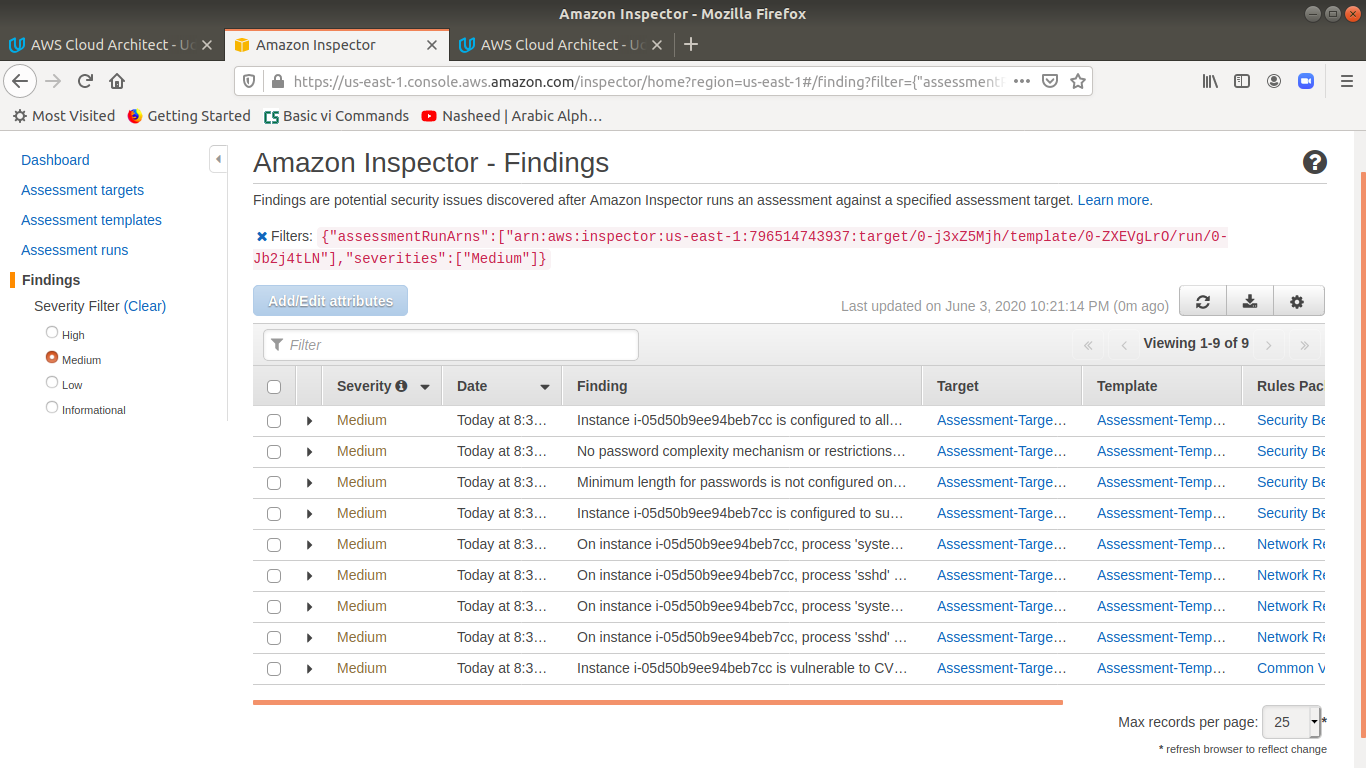 Amazon Inspector - Mozilla Firefox
AWS Cloud Architect - Ud
Amazon Inspector
AWS Cloud Architect - Ud
https://us-east-1.console.aws.amazon.com/inspector/home?region=us-east-1#/finding?filter={"assessment
Most Visited
Getting Started
Basic vi Commands
Nasheed | Arabic Alph…
Dashboard
Assessment targets
Assessment templates
Assessment runs
Findings
Severity Filter (Clear)
High
Medium
Low
Informational
Amazon Inspector - Findings
Findings are potential security issues discovered after Amazon Inspector runs an assessment against a specified assessment target. Learn more.
Filters: {"assessmentRunArns":["arn:aws:inspector:us-east-1:796514743937:target/0-j3xZ5Mjh/template/0-ZXEVgLrO/run/0-
Jb2j4tLN"],"severities":["Medium"]}
Add/Edit attributes
Last updated on June 3, 2020 10:21:14 PM (0m ago)
Filter
Viewing 1-9 of 9
Severity Date Finding Target Template Rules Pac
Medium Today at 8:3… Instance i-05d50b9ee94beb7cc is configured to all… Assessment-Targe… Assessment-Temp… Security Be
Medium Today at 8:3… No password complexity mechanism or restrictions… Assessment-Targe… Assessment-Temp… Security Be
Medium Today at 8:3… Minimum length for passwords is not configured on… Assessment-Targe… Assessment-Temp… Security Be
Medium Today at 8:3… Instance i-05d50b9ee94beb7cc is configured to su… Assessment-Targe… Assessment-Temp… Security Be
Medium Today at 8:3… On instance i-05d50b9ee94beb7cc, process 'syste… Assessment-Targe… Assessment-Temp… Network Re
Medium Today at 8:3… On instance i-05d50b9ee94beb7cc, process 'sshd' … Assessment-Targe… Assessment-Temp… Network Re
Medium Today at 8:3… On instance i-05d50b9ee94beb7cc, process 'syste… Assessment-Targe… Assessment-Temp… Network Re
Medium Today at 8:3… On instance i-05d50b9ee94beb7cc, process 'sshd' … Assessment-Targe… Assessment-Temp… Network Re
Medium Today at 8:3… Instance i-05d50b9ee94beb7cc is vulnerable to CV… Assessment-Targe… Assessment-Temp… Common V
Max records per page: 25 *
* refresh browser to reflect change